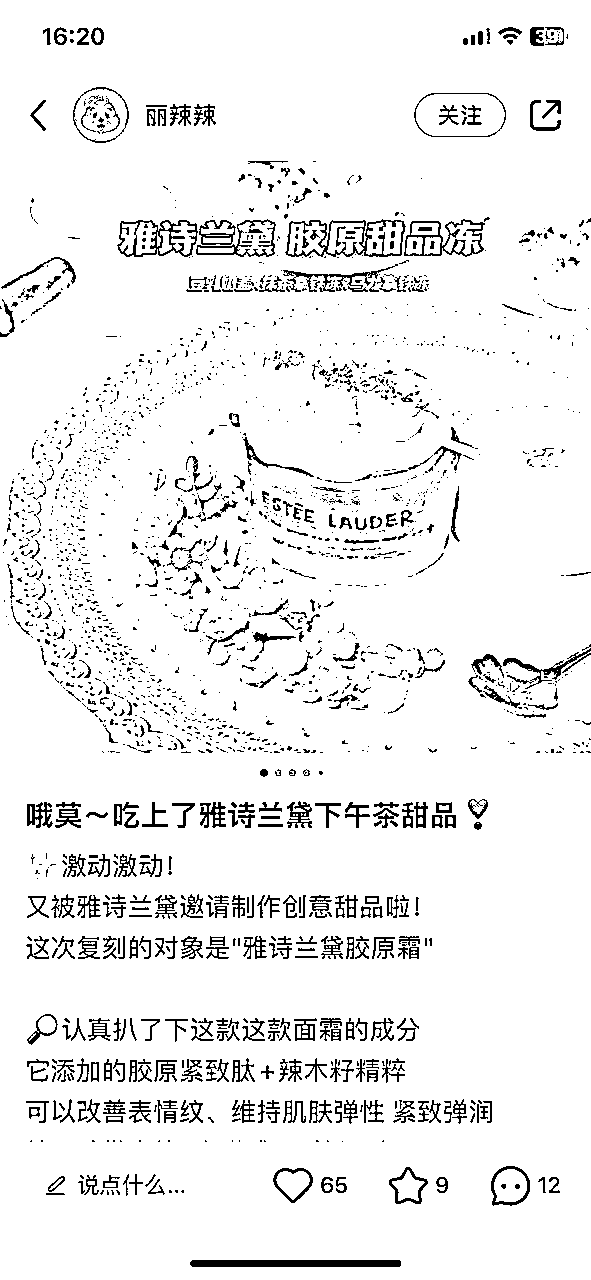 16:20
39
丽辣辣
关注
雅诗兰黛 胶原甜品冻
ESTEE LAUDER
哦莫～吃上了雅诗兰黛下午茶甜品
激动激动！
又被雅诗兰黛邀请制作创意甜品啦！
这次复刻的对象是"雅诗兰黛胶原霜"
认真扒了下这款这款面霜的成分
它添加的胶原紧致肽+辣木籽精粹
可以改善表情纹、维持肌肤弹性 紧致弹润
说点什么...
65
9
12